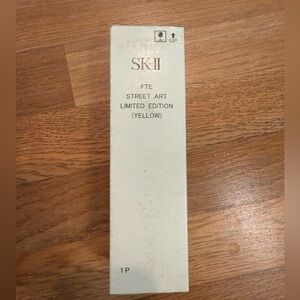 UP
SK-II
FTE
STREET ART
LIMITED EDITION
(YELLOW)
1P